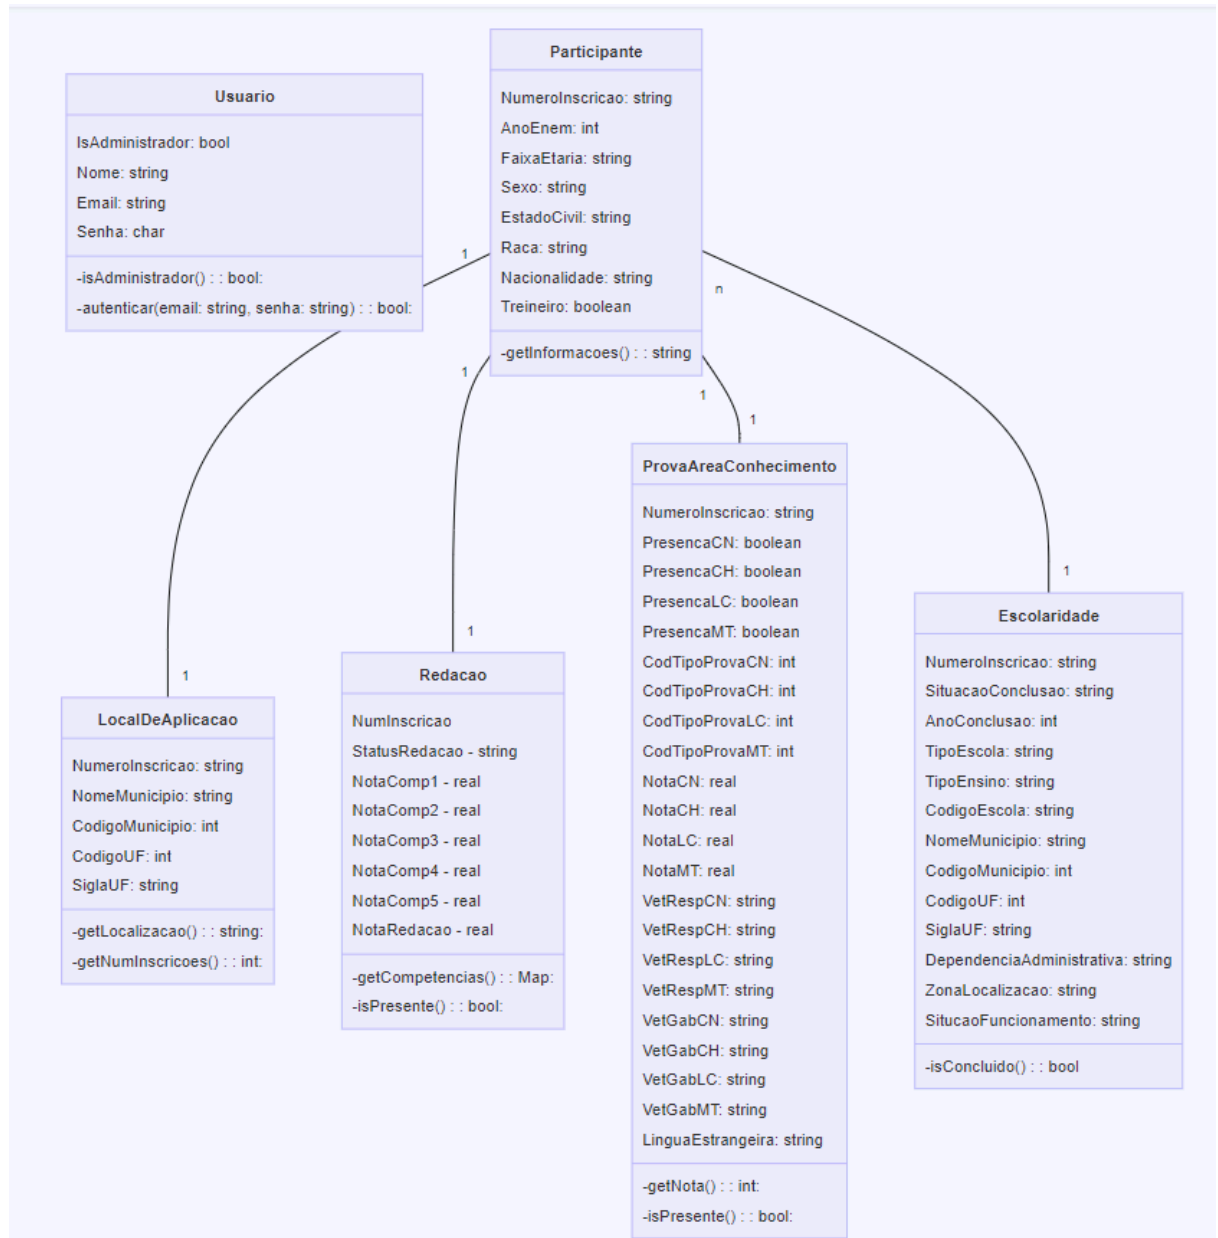 Participante
NumeroInscricao: string
AnoEnem: int
FaixaEtaria: string
Sexo: string
EstadoCivil: string
Raca: string
Nacionalidade: string
Treineiro: boolean
-getInformacoes() : : string
Usuario
IsAdministrador: bool
Nome: string
Email: string
Senha: char
-isAdministrador() : : bool:
-autenticar(email: string, senha: string) : : bool:
1
n
1
1
1
1
1
1
ProvaAreaConhecimento
NumeroInscricao: string
PresencaCN: boolean
PresencaCH: boolean
PresencaLC: boolean
PresencaMT: boolean
CodTipoProvaCN: int
CodTipoProvaCH: int
CodTipoProvaLC: int
CodTipoProvaMT: int
NotaCN: real
NotaCH: real
NotaLC: real
NotaMT: real
VetRespCN: string
VetRespCH: string
VetRespLC: string
VetRespMT: string
VetGabCN: string
VetGabCH: string
VetGabLC: string
VetGabMT: string
LinguaEstrangeira: string
-getNota() : : int:
-isPresente() : : bool:
Escolaridade
NumeroInscricao: string
SituacaoConclusao: string
AnoConclusao: int
TipoEscola: string
TipoEnsino: string
CodigoEscola: string
NomeMunicipio: string
CodigoMunicipio: int
CodigoUF: int
SiglaUF: string
DependenciaAdministrativa: string
ZonaLocalizacao: string
SitucaoFuncionamento: string
-isConcluido() : : bool
Redacao
NumInscricao
StatusRedacao - string
NotaComp1 - real
NotaComp2 - real
NotaComp3 - real
NotaComp4 - real
NotaComp5 - real
NotaRedacao - real
-getCompetencias() : : Map:
-isPresente() : : bool:
1
LocalDeAplicacao
NumeroInscricao: string
NomeMunicipio: string
CodigoMunicipio: int
CodigoUF: int
SiglaUF: string
-getLocalizacao() : : string:
-getNumInscricoes() : : int: